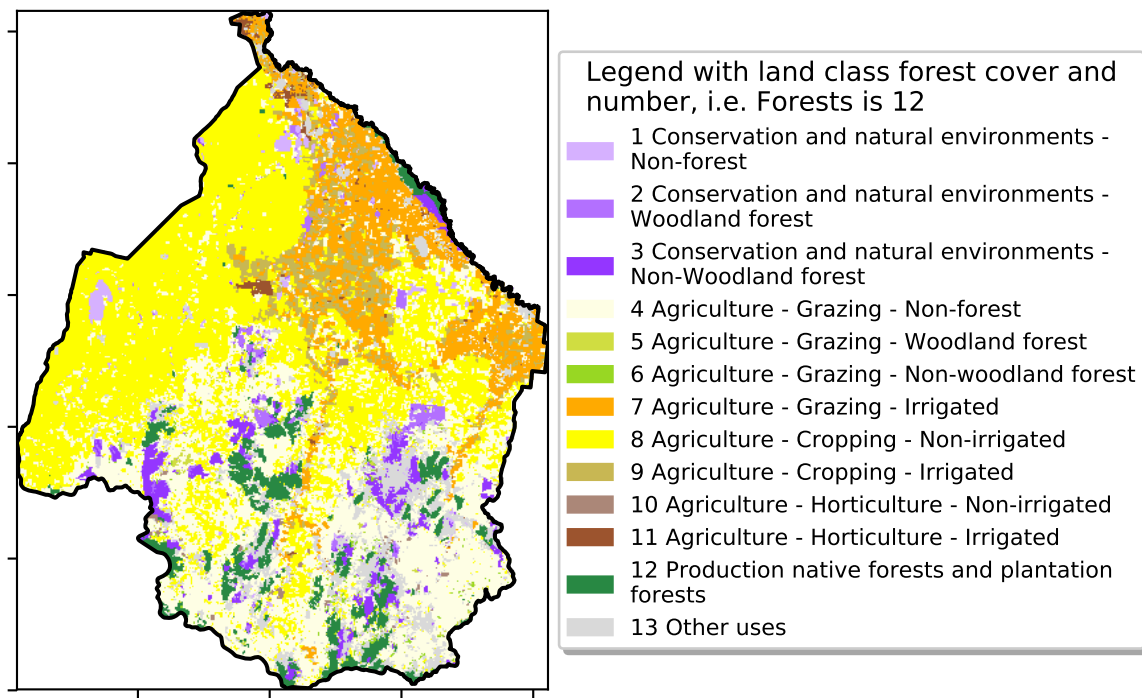 Legend with land class forest cover and
number, i.e. Forests is 12
1 Conservation and natural environments -
Non-forest
2 Conservation and natural environments -
Woodland forest
3 Conservation and natural environments -
Non-Woodland forest
4 Agriculture - Grazing - Non-forest
5 Agriculture - Grazing - Woodland forest
6 Agriculture - Grazing - Non-woodland forest
7 Agriculture - Grazing - Irrigated
8 Agriculture - Cropping - Non-irrigated
9 Agriculture - Cropping - Irrigated
10 Agriculture - Horticulture - Non-irrigated
11 Agriculture - Horticulture - Irrigated
12 Production native forests and plantation
forests
13 Other uses